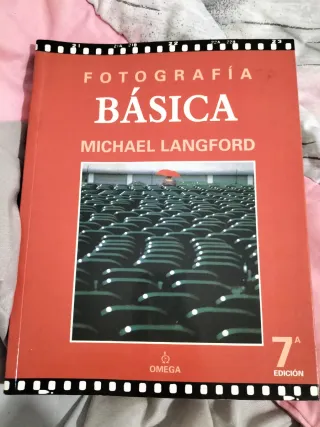 FOTOGRAFÍA
BÁSICA
MICHAEL LANGFORD
OMEGA
7ª
EDICIÓN